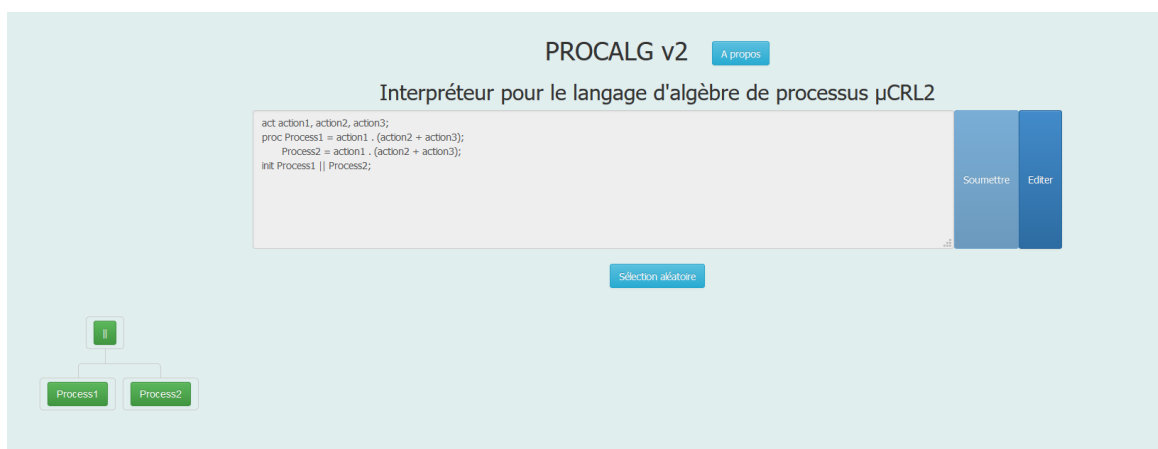 PROCALG v2 A propos
Interpréteur pour le langage d'algèbre de processus µCRL2
act action1, action2, action3;
proc Process1 = action1 . (action2 + action3);
Process2 = action1 . (action2 + action3);
init Process1 || Process2;
Soumettre Editer
Sélection aléatoire
||
Process1 Process2